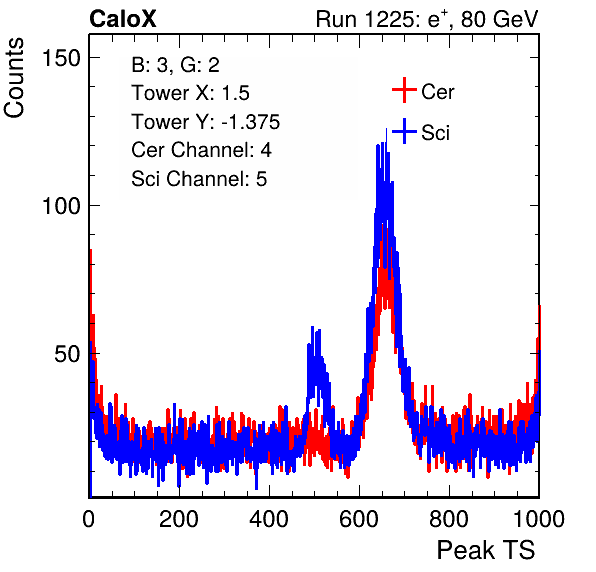 CaloX
Run 1225: e⁺, 80 GeV
Counts
B: 3, G: 2
Tower X: 1.5
Tower Y: -1.375
Cer Channel: 4
Sci Channel: 5
Cer
Sci
150
100
50
0 200 400 600 800 1000
Peak TS